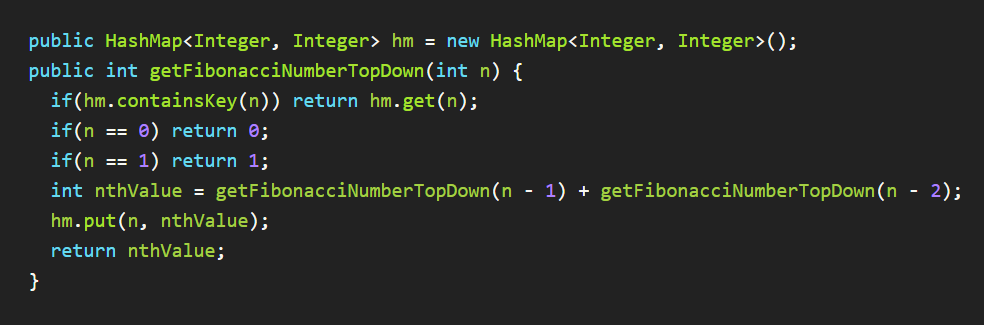 public HashMap<Integer, Integer> hm = new HashMap<Integer, Integer>();
public int getFibonacciNumberTopDown(int n) {
  if(hm.containsKey(n)) return hm.get(n);
  if(n == 0) return 0;
  if(n == 1) return 1;
  int nthValue = getFibonacciNumberTopDown(n - 1) + getFibonacciNumberTopDown(n - 2);
  hm.put(n, nthValue);
  return nthValue;
}